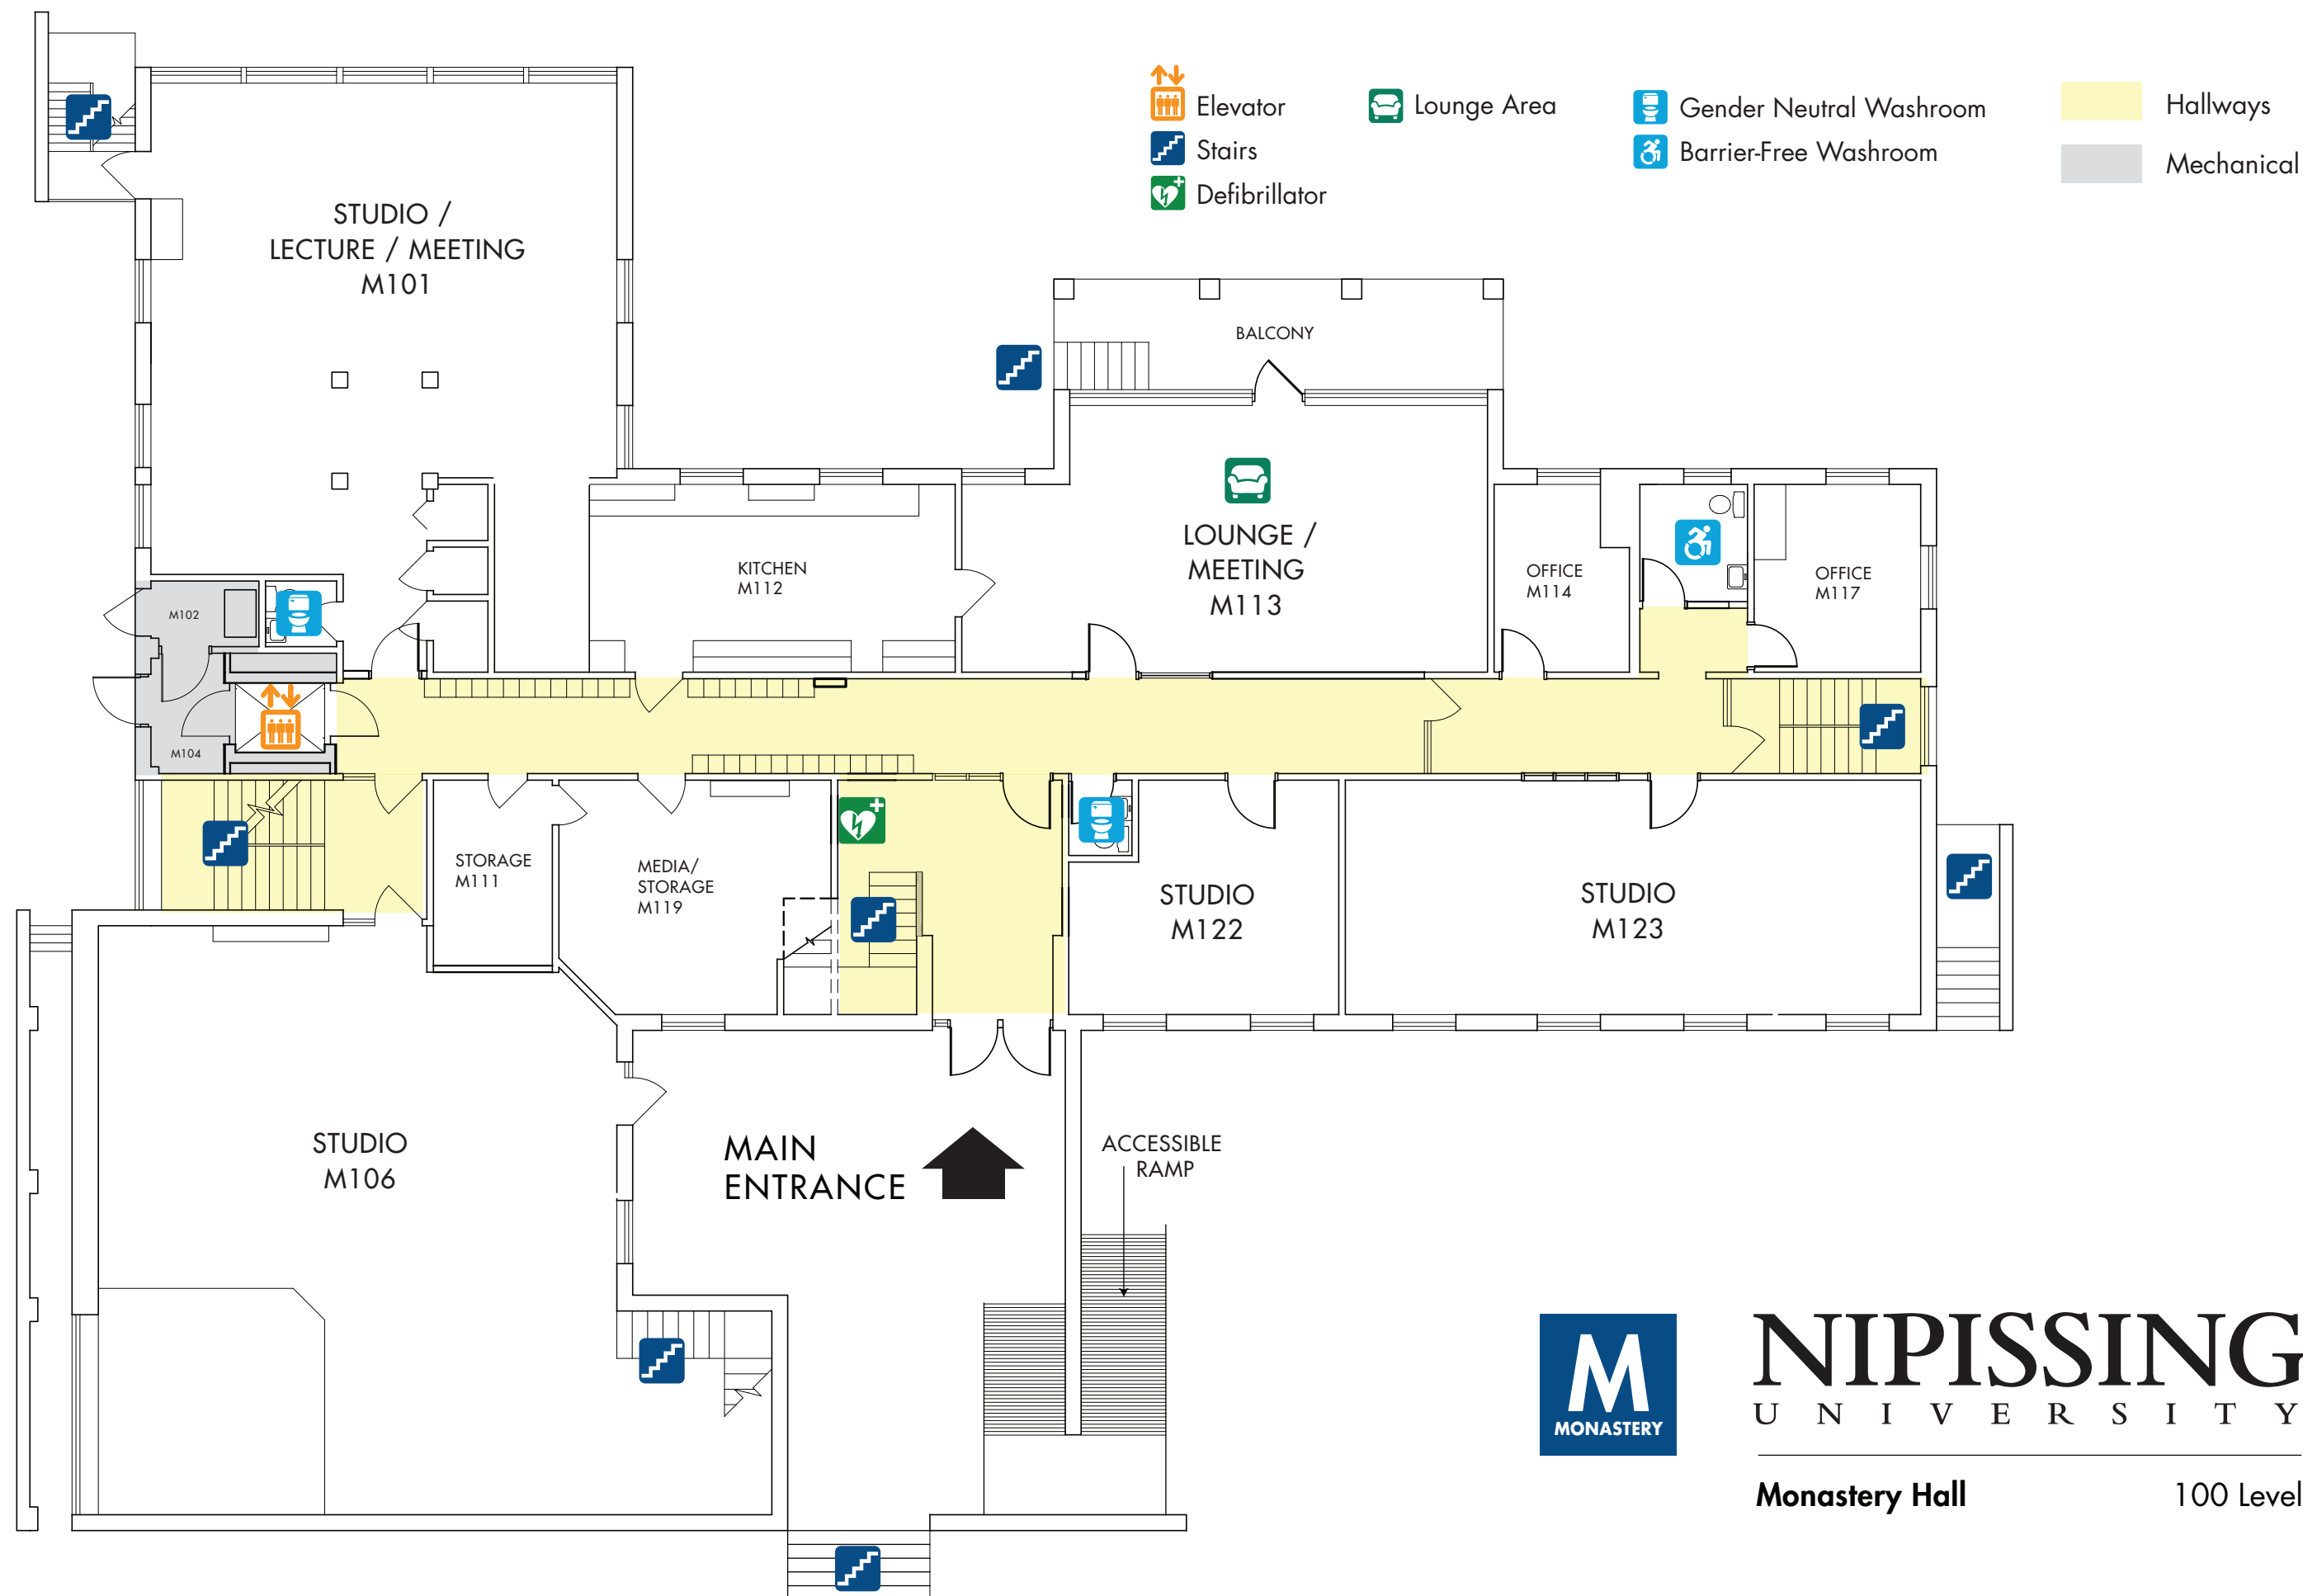 Elevator
Stairs
Defibrillator
Lounge Area
Gender Neutral Washroom
Barrier-Free Washroom
Hallways
Mechanical
STUDIO /
LECTURE / MEETING
M101
BALCONY
LOUNGE /
MEETING
M113
KITCHEN
M112
OFFICE
M114
OFFICE
M117
M102
M104
STORAGE
M111
MEDIA/
STORAGE
M119
STUDIO
M122
STUDIO
M123
STUDIO
M106
MAIN
ENTRANCE
ACCESSIBLE
RAMP
M
MONASTERY
NIPISSING
UNIVERSITY
Monastery Hall
100 Level